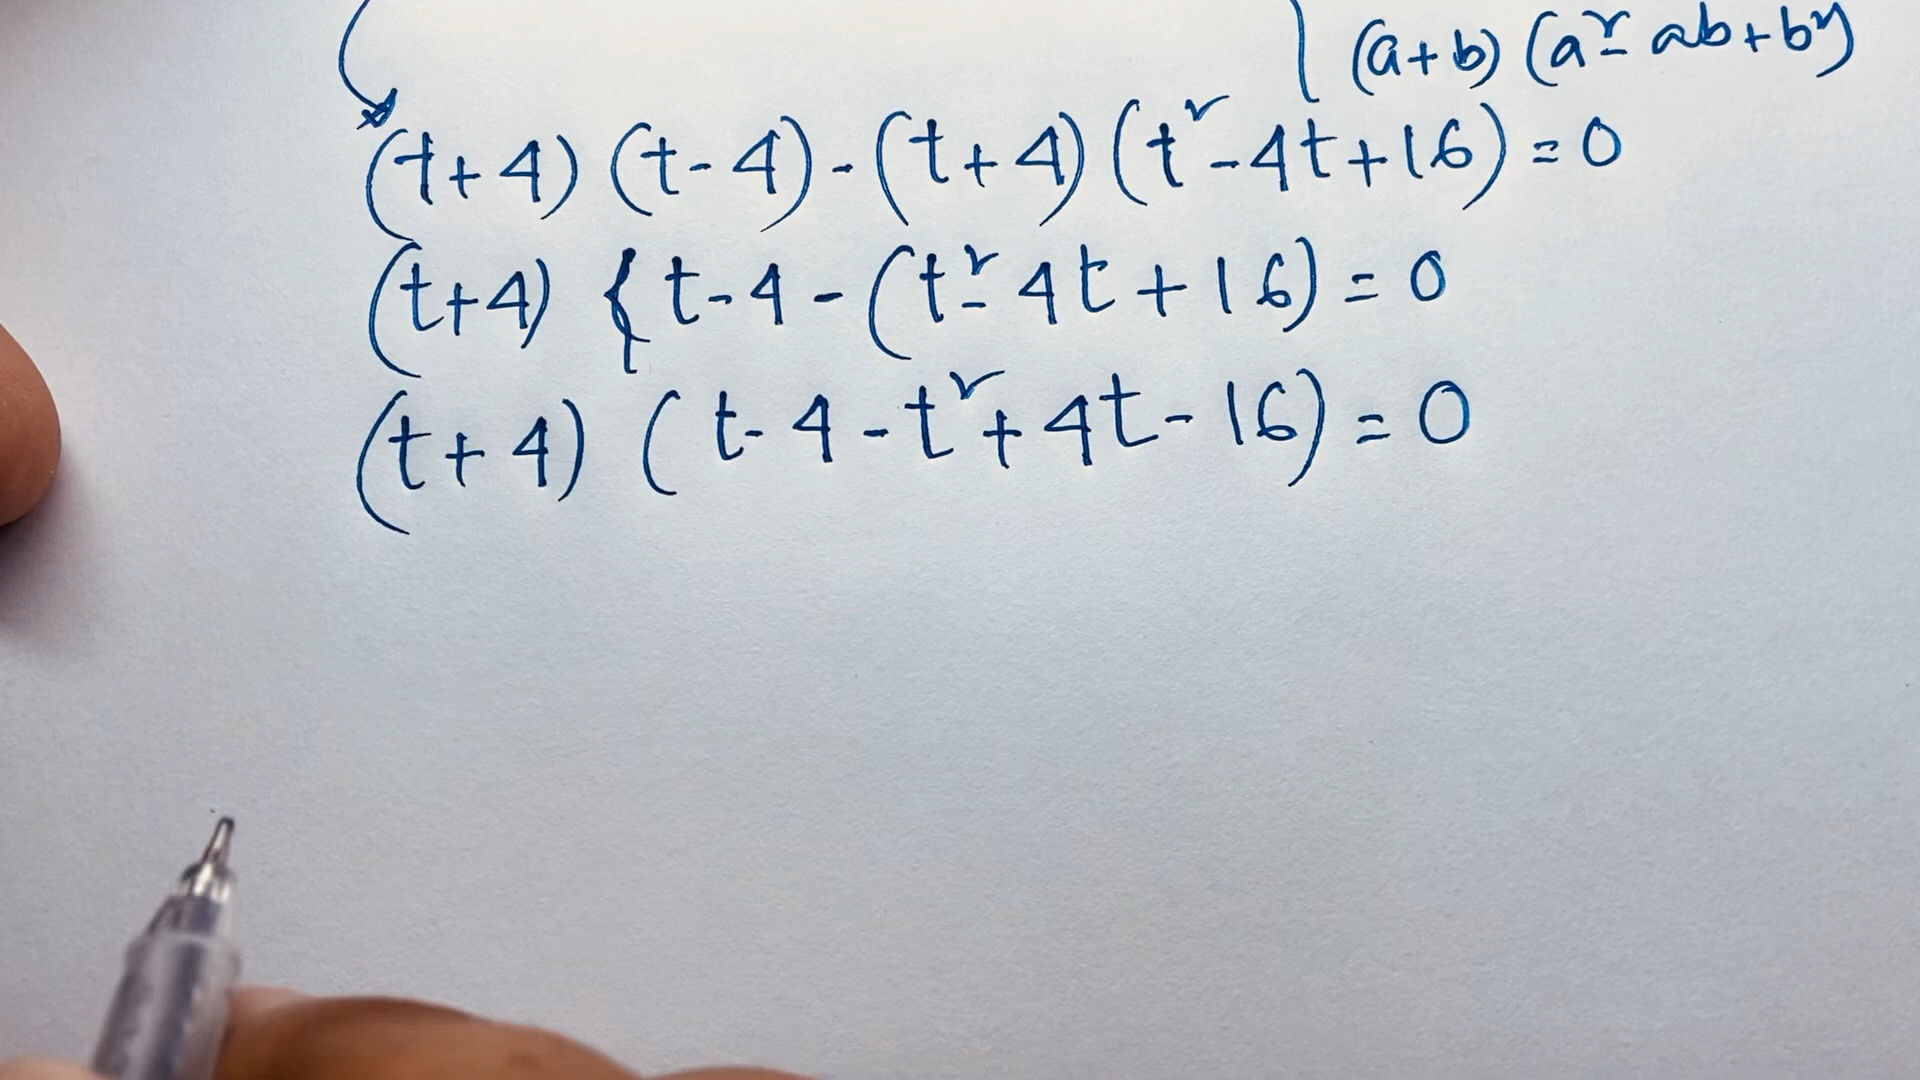 (a+b) (a²-ab+b²)
(t+4) (t-4) - (t+4) (t²-4t+16) = 0
(t+4) {t-4-(t²-4t+16) = 0
(t+4) (t-4-t²+4t-16) = 0